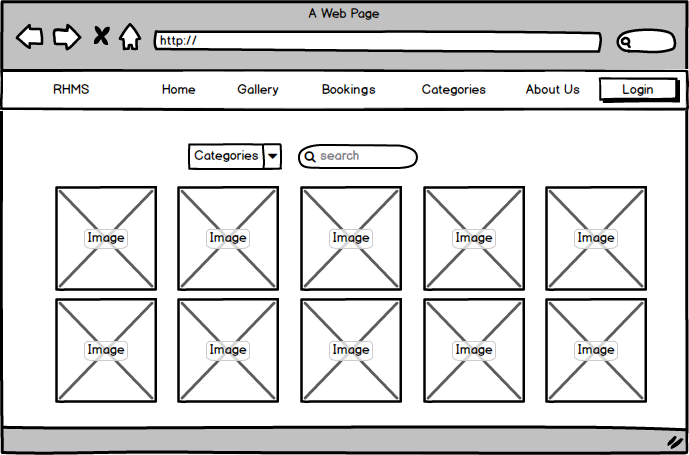 A Web Page
http://
RHMS Home Gallery Bookings Categories About Us Login
Categories search
Image Image Image Image Image
Image Image Image Image Image